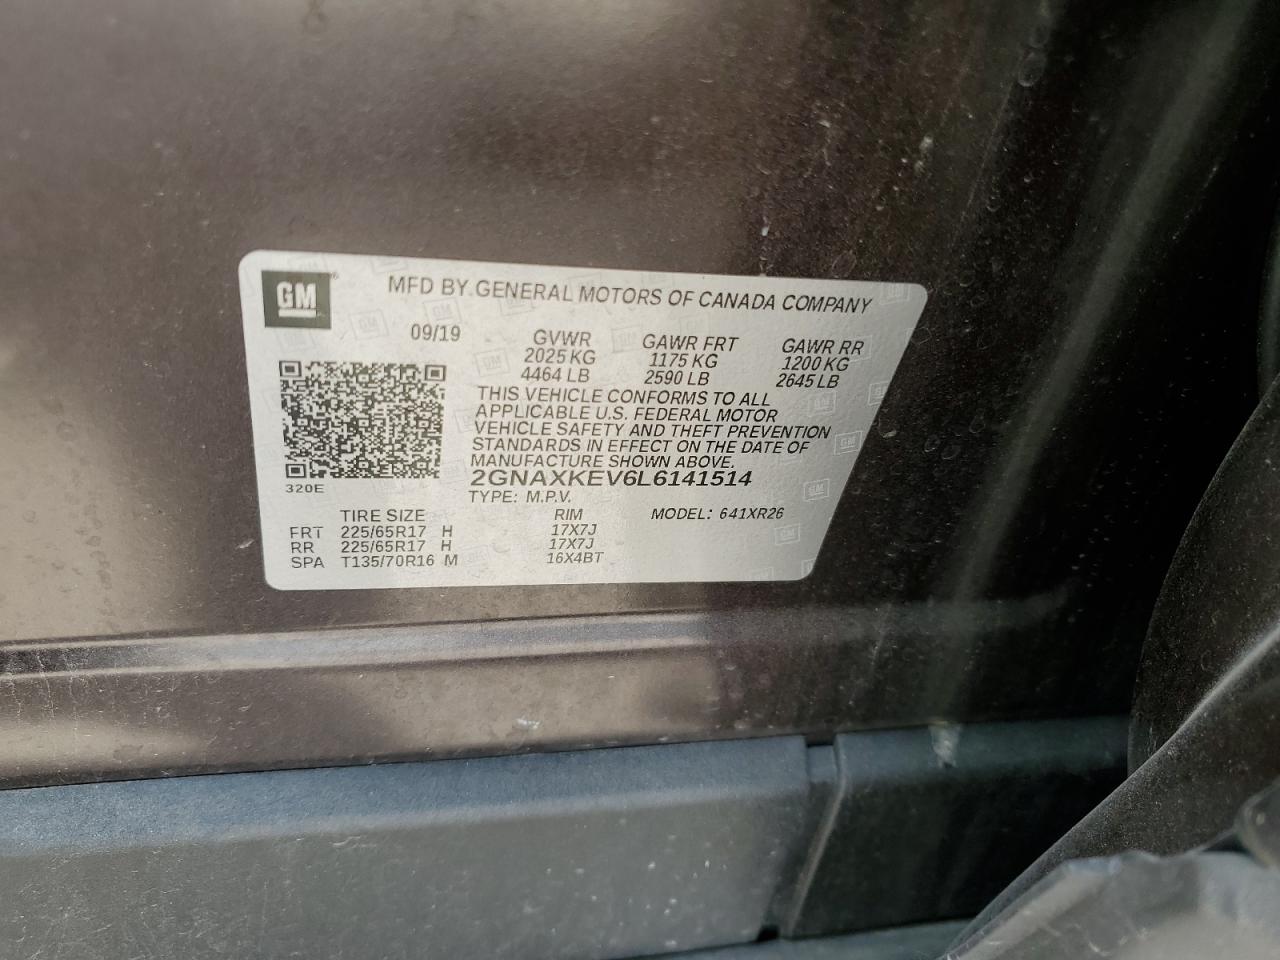 GM
MFD BY GENERAL MOTORS OF CANADA COMPANY
09/19 GVWR GAWR FRT GAWR RR
2025 KG 1175 KG 1200 KG
4464 LB 2590 LB 2645 LB
THIS VEHICLE CONFORMS TO ALL
APPLICABLE U.S. FEDERAL MOTOR
VEHICLE SAFETY AND THEFT PREVENTION
STANDARDS IN EFFECT ON THE DATE OF
MANUFACTURE SHOWN ABOVE.
2GNAXKEV6L6141514
320E
TYPE: M.P.V.
TIRE SIZE RIM MODEL: 641XR26
FRT 225/65R17 H 17X7J
RR 225/65R17 H 17X7J
SPA T135/70R16 M 16X4BT